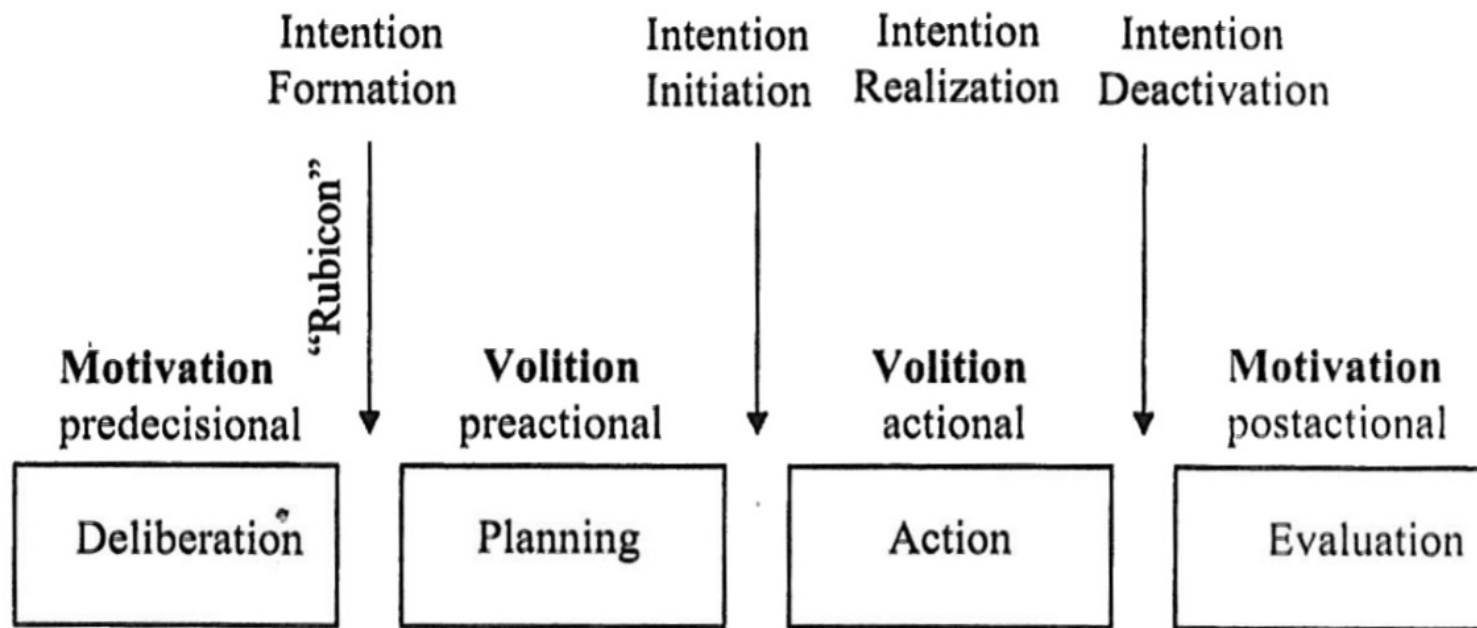 Intention Formation
Intention Initiation
Intention Realization
Intention Deactivation
“Rubicon”
Motivation
predecisional
Volition
preactional
Volition
actional
Motivation
postactional
Deliberation
Planning
Action
Evaluation